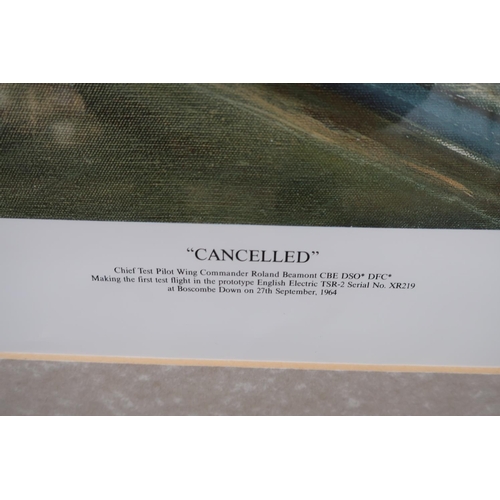 “CANCELLED”
Chief Test Pilot Wing Commander Roland Beamont CBE DSO* DFC*
Making the first test flight in the prototype English Electric TSR-2 Serial No. XR219
at Boscombe Down on 27th September, 1964